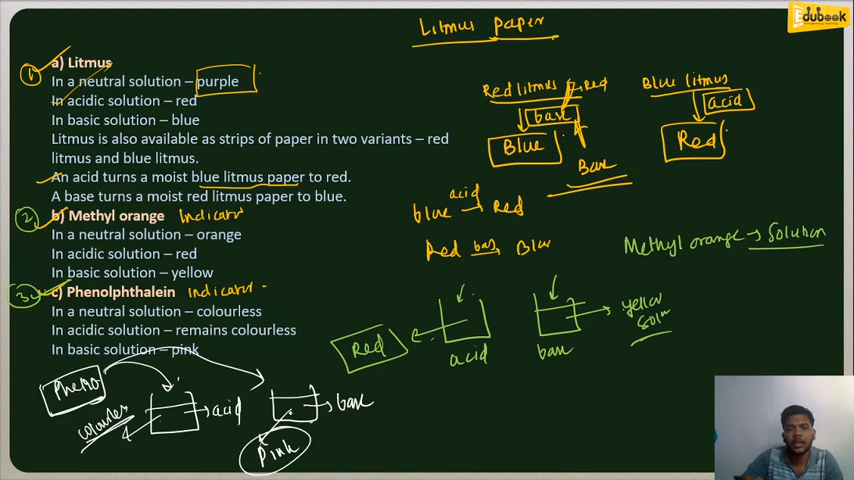 Edubook
Litmus paper
1
a) Litmus
In a neutral solution – purple
In acidic solution – red
In basic solution – blue
Litmus is also available as strips of paper in two variants – red
litmus and blue litmus.
An acid turns a moist blue litmus paper to red.
A base turns a moist red litmus paper to blue.
2
b) Methyl orange Indicator
In a neutral solution – orange
In acidic solution – red
In basic solution – yellow
3
c) Phenolphthalein Indicator
In a neutral solution – colourless
In acidic solution – remains colourless
In basic solution – pink
Red litmus Red
base
Blue
Base
Blue litmus
acid
Red
blue acid → Red
Red base → Blue
Methyl orange → Solution
Red
acid
base
yellow
soln
Pheno
colourless
acid
base
Pink